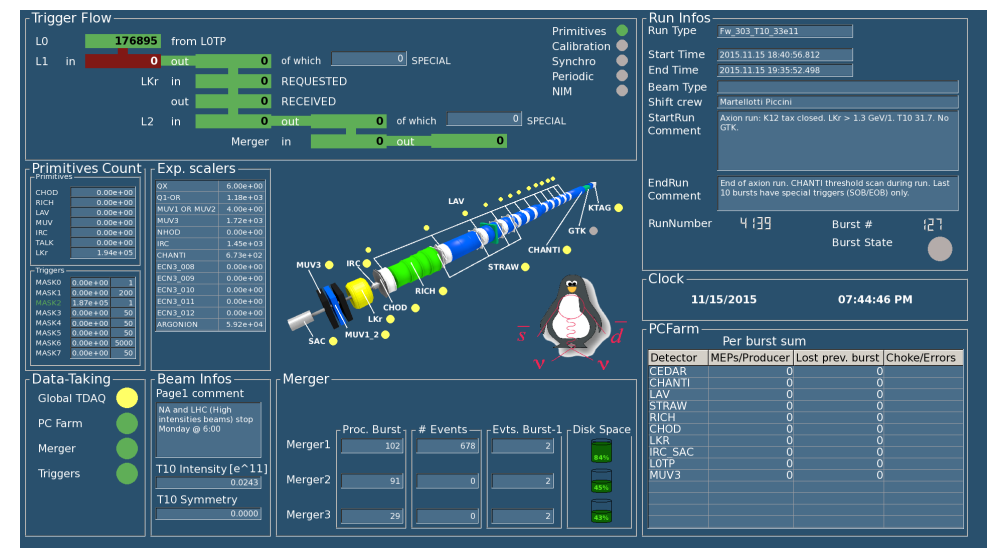 Trigger Flow
L0 176895 from L0TP
L1 in 0 out 0 of which 0 SPECIAL
LKr in 0 REQUESTED
out 0 RECEIVED
L2 in 0 out 0 of which 0 SPECIAL
Merger in 0 out 0
Primitives
Calibration
Synchro
Periodic
NIM
Run Infos
Run Type Fw_303_T10_33e11
Start Time 2015.11.15 18:40:56.812
End Time 2015.11.15 19:35:52.498
Beam Type
Shift crew Martellotti Piccini
StartRun Comment
Axion run: K12 tax closed. LKr > 1.3 GeV/1. T10 31.7. No
GTK.
EndRun Comment
End of axion run. CHANTI threshold scan during run. Last
10 bursts have special triggers (SOB/EOB) only.
RunNumber 4139 Burst # 127
Burst State
Primitives Count
Primitives
CHOD 0.00e+00
RICH 0.00e+00
LAV 0.00e+00
MUV 0.00e+00
IRC 0.00e+00
TALK 0.00e+00
LKr 1.94e+05
Triggers
MASK0 0.00e+00 1
MASK1 0.00e+00 200
MASK2 1.87e+05 1
MASK3 0.00e+00 50
MASK4 0.00e+00 50
MASK5 0.00e+00 50
MASK6 0.00e+00 5000
MASK7 0.00e+00 50
Exp. scalers
QX 6.00e+00
Q1-OR 1.18e+03
MUV1 OR MUV2 4.00e+00
MUV3 1.72e+03
NHOD 0.00e+00
IRC 1.45e+03
CHANTI 6.73e+02
ECN3_008 0.00e+00
ECN3_009 0.00e+00
ECN3_010 0.00e+00
ECN3_011 0.00e+00
ECN3_012 0.00e+00
ARGONION 5.92e+04
LAV
KTAG
GTK
CHANTI
STRAW
MUV3
IRC
RICH
CHOD
LKr
MUV1_2
SAC
s̅ d̅
ν ν
Clock
11/15/2015 07:44:46 PM
PCFarm
Per burst sum
Detector MEPs/Producer Lost prev. burst Choke/Errors
CEDAR 0 0
CHANTI 0 0
LAV 0 0
STRAW 0 0
RICH 0 0
CHOD 0 0
LKR 0 0
IRC_SAC 0 0
L0TP 0 0
MUV3 0 0
Data-Taking
Global TDAQ
PC Farm
Merger
Triggers
Beam Infos
Page1 comment
NA and LHC (High
intensities beams) stop
Monday @ 6:00
T10 Intensity [e^11]
0.0243
T10 Symmetry
0.0000
Merger
Proc. Burst # Events Evts. Burst-1 Disk Space
Merger1 102 678 2 84%
Merger2 91 0 2 45%
Merger3 29 0 2 43%